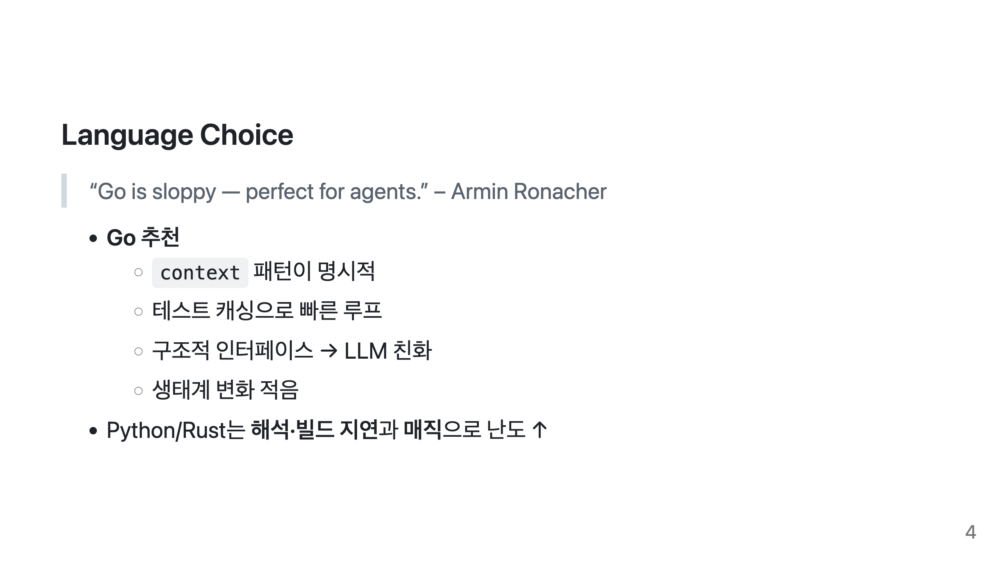 Language Choice
“Go is sloppy — perfect for agents.” – Armin Ronacher
• Go 추천
○ context 패턴이 명시적
○ 테스트 캐싱으로 빠른 루프
○ 구조적 인터페이스 → LLM 친화
○ 생태계 변화 적음
• Python/Rust는 해석·빌드 지연과 매직으로 난도 ↑
4